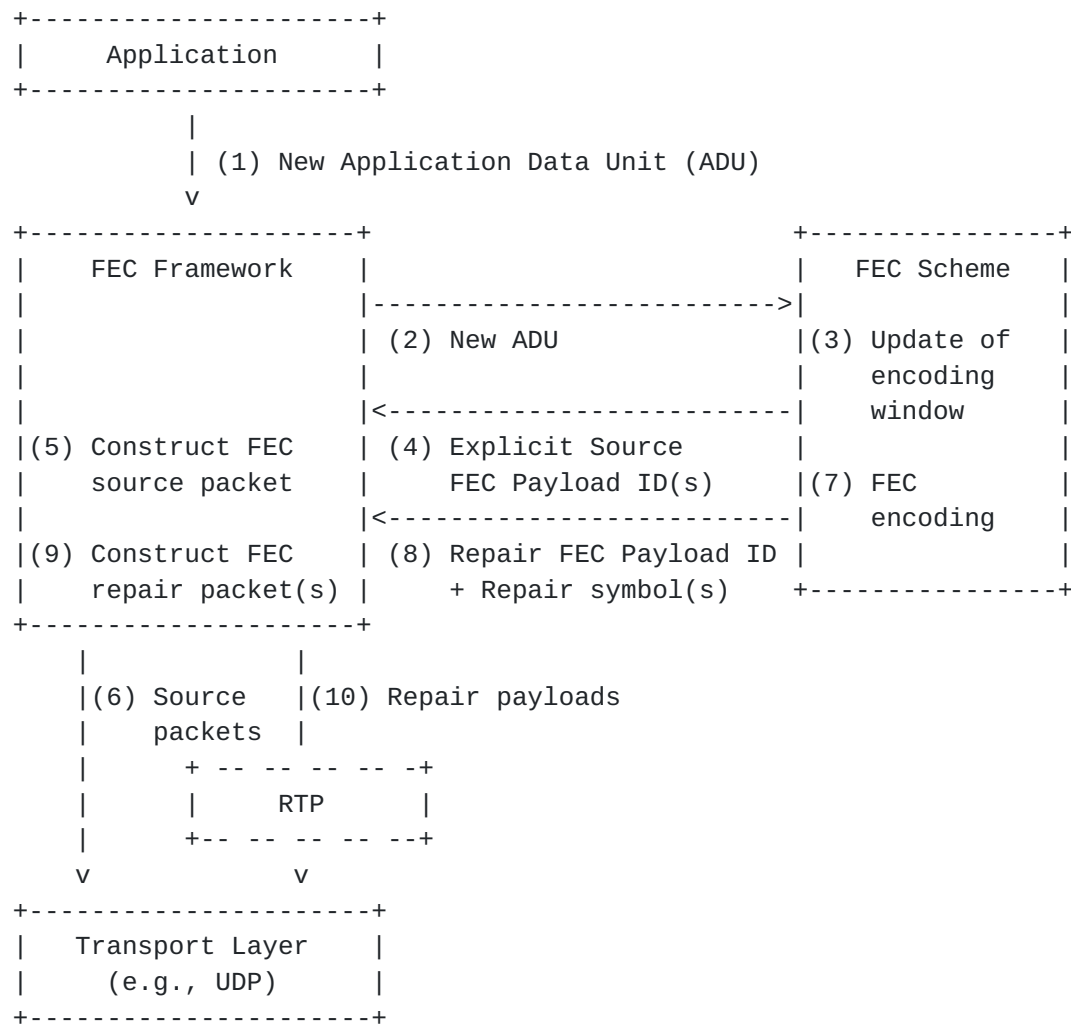 Application
(1) New Application Data Unit (ADU)
FEC Framework FEC Scheme
(2) New ADU (3) Update of
encoding
window
(5) Construct FEC (4) Explicit Source
source packet FEC Payload ID(s) (7) FEC
encoding
(9) Construct FEC (8) Repair FEC Payload ID
repair packet(s) + Repair symbol(s)
(6) Source (10) Repair payloads
packets
RTP
Transport Layer
(e.g., UDP)